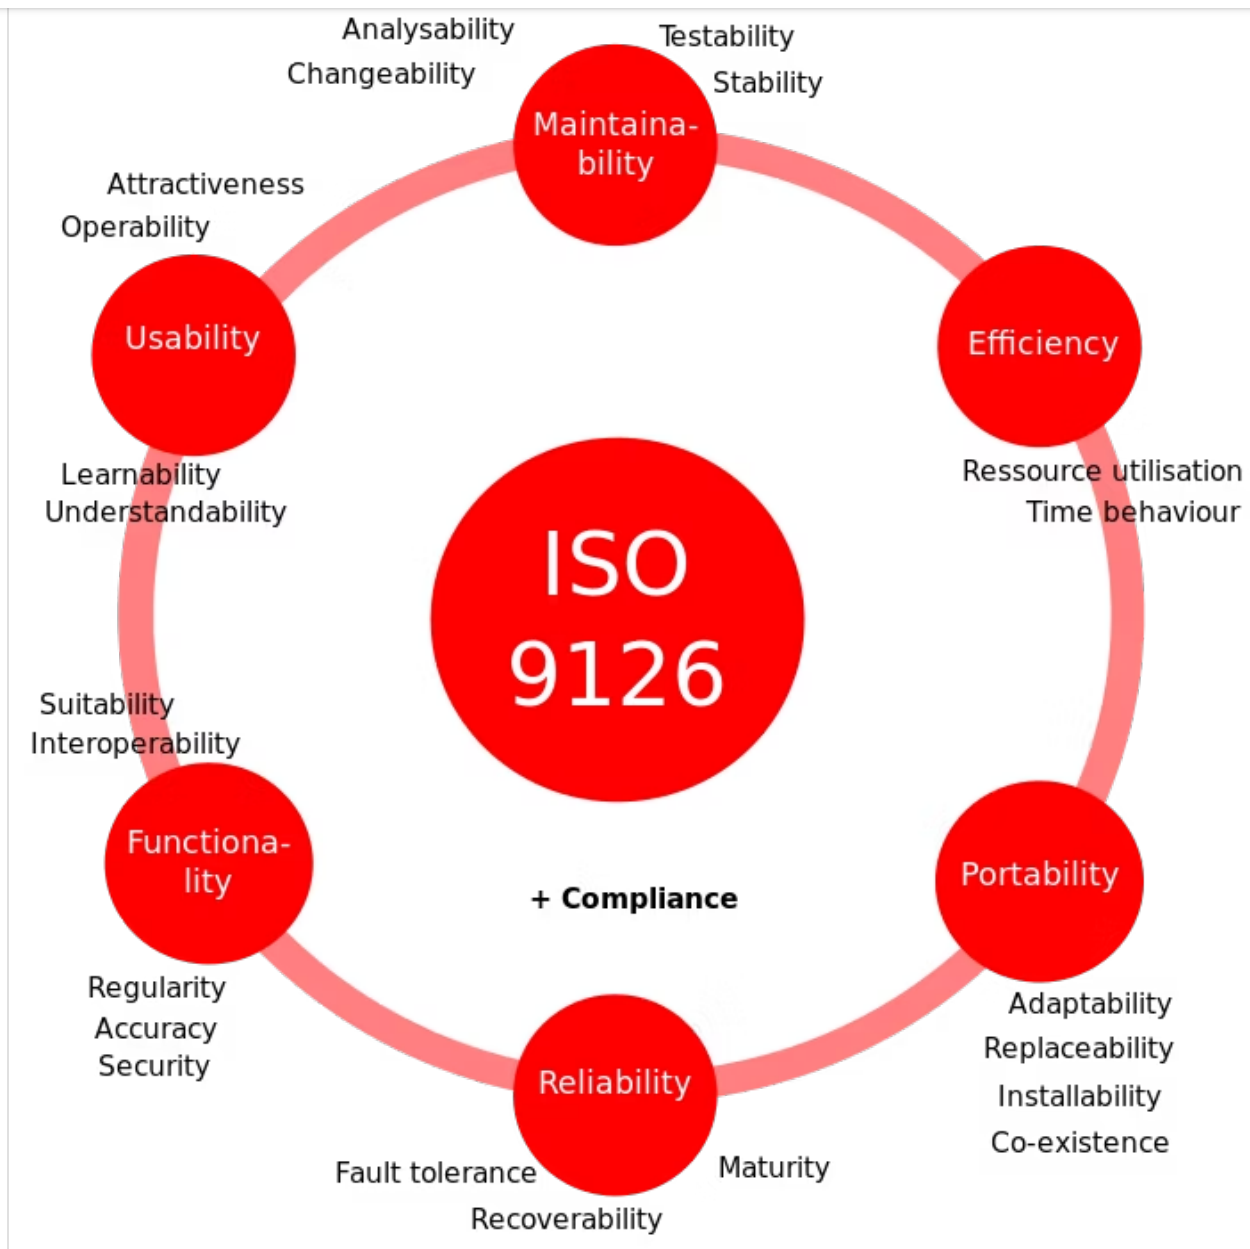 Analysability
Testability
Changeability
Stability
Maintaina-
bility
Attractiveness
Operability
Usability
Efficiency
Learnability
Understandability
Ressource utilisation
Time behaviour
ISO
9126
Suitability
Interoperability
Functiona-
lity
Portability
+ Compliance
Regularity
Accuracy
Security
Adaptability
Replaceability
Installability
Co-existence
Reliability
Fault tolerance
Maturity
Recoverability